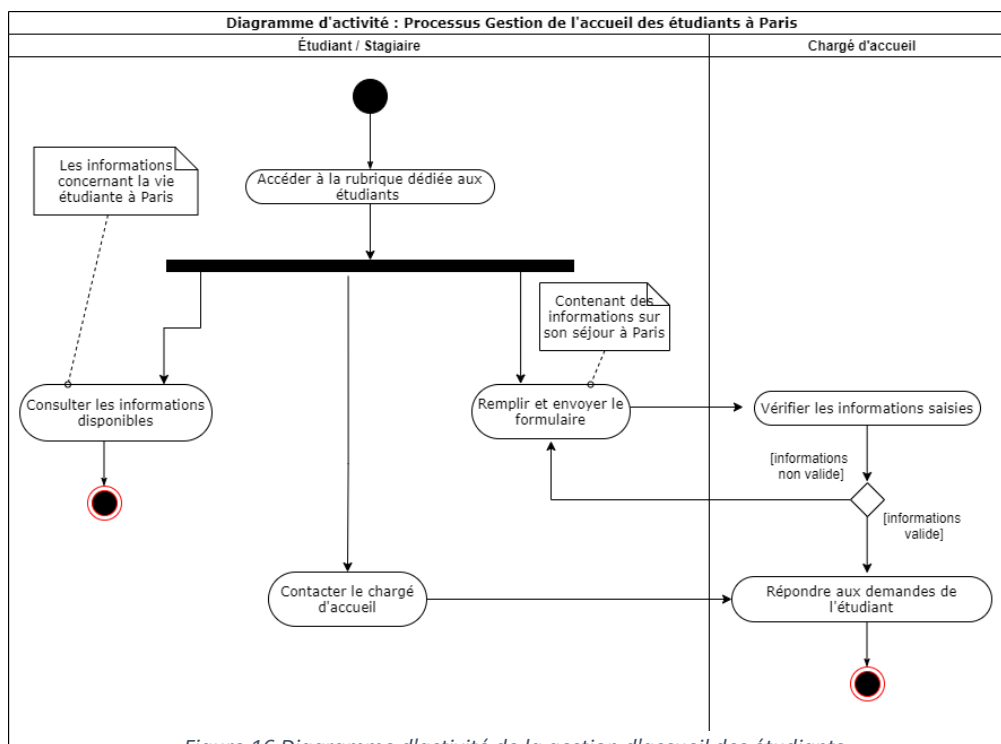 Diagramme d'activité : Processus Gestion de l'accueil des étudiants à Paris
Étudiant / Stagiaire
Chargé d'accueil
Les informations
concernant la vie
étudiante à Paris
Accéder à la rubrique dédiée aux
étudiants
Contenant des
informations sur
son séjour à Paris
Consulter les informations
disponibles
Remplir et envoyer le
formulaire
Vérifier les informations saisies
[informations
non valide]
[informations
valide]
Contacter le chargé
d'accueil
Répondre aux demandes de
l'étudiant
Figure 16 Diagramme d'activité de la gestion d'accueil des étudiants